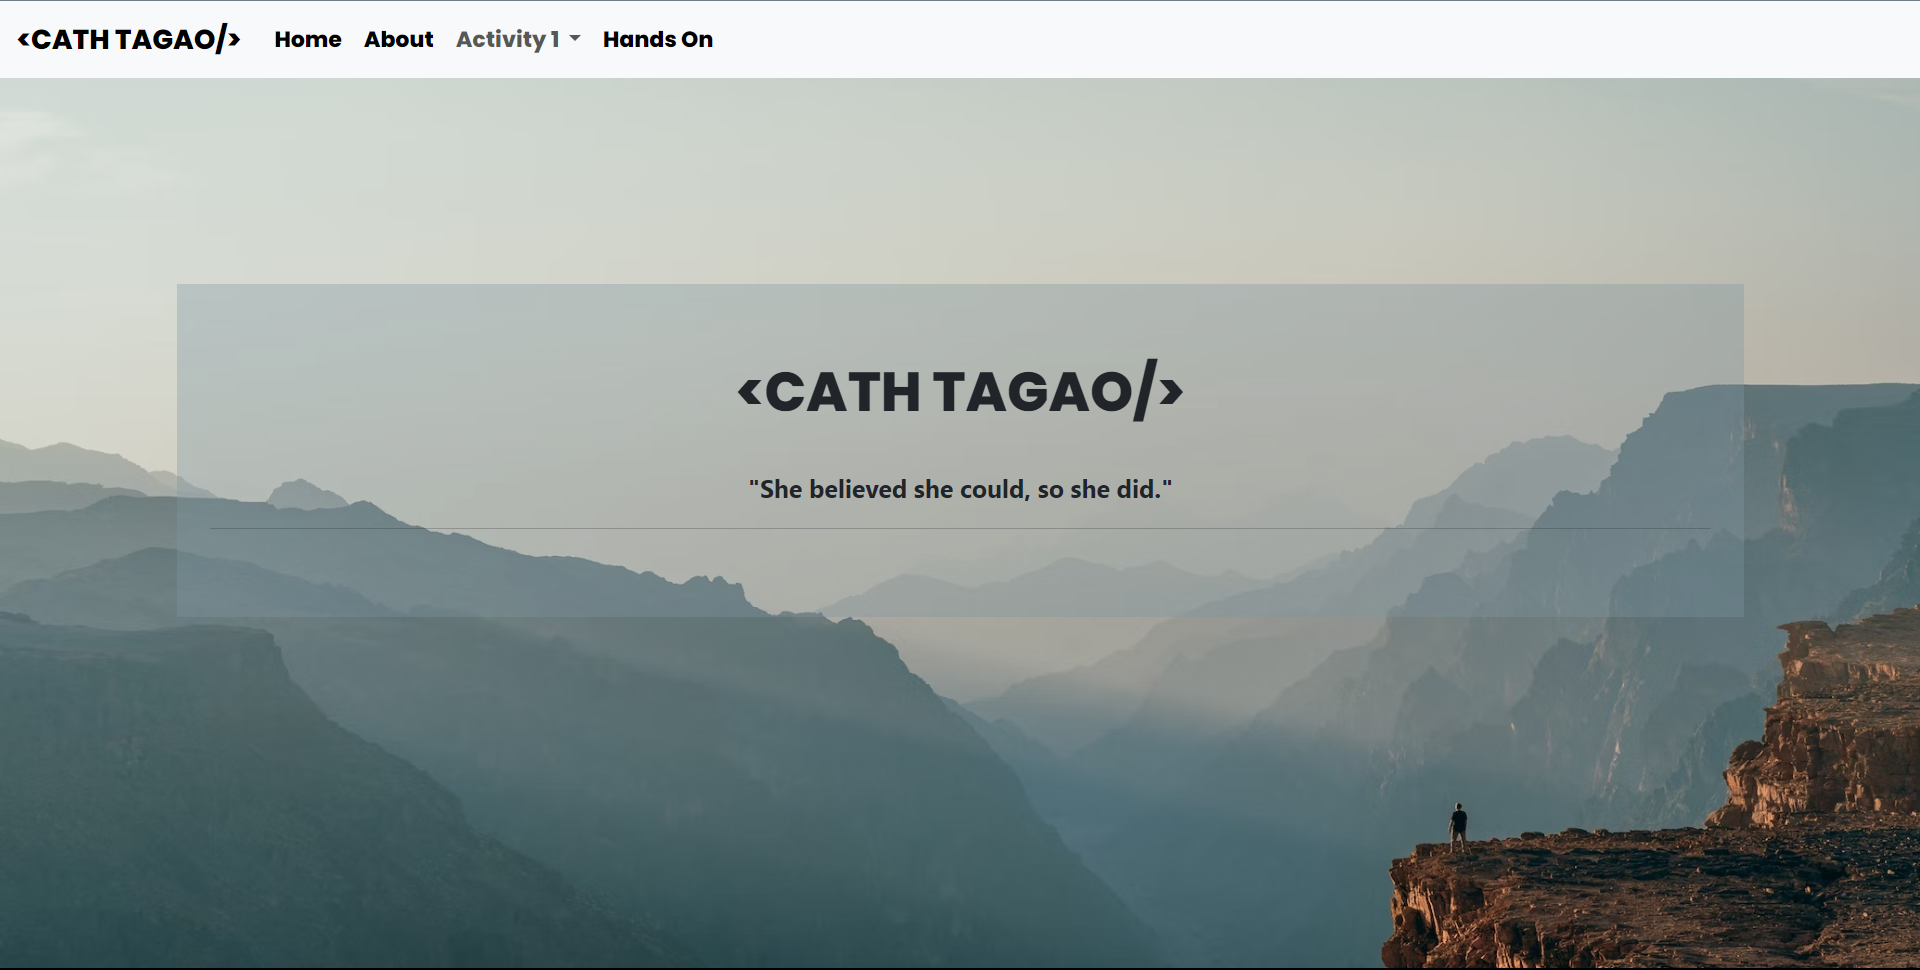 <CATH TAGAO/> Home About Activity 1 Hands On
<CATH TAGAO/>
"She believed she could, so she did."